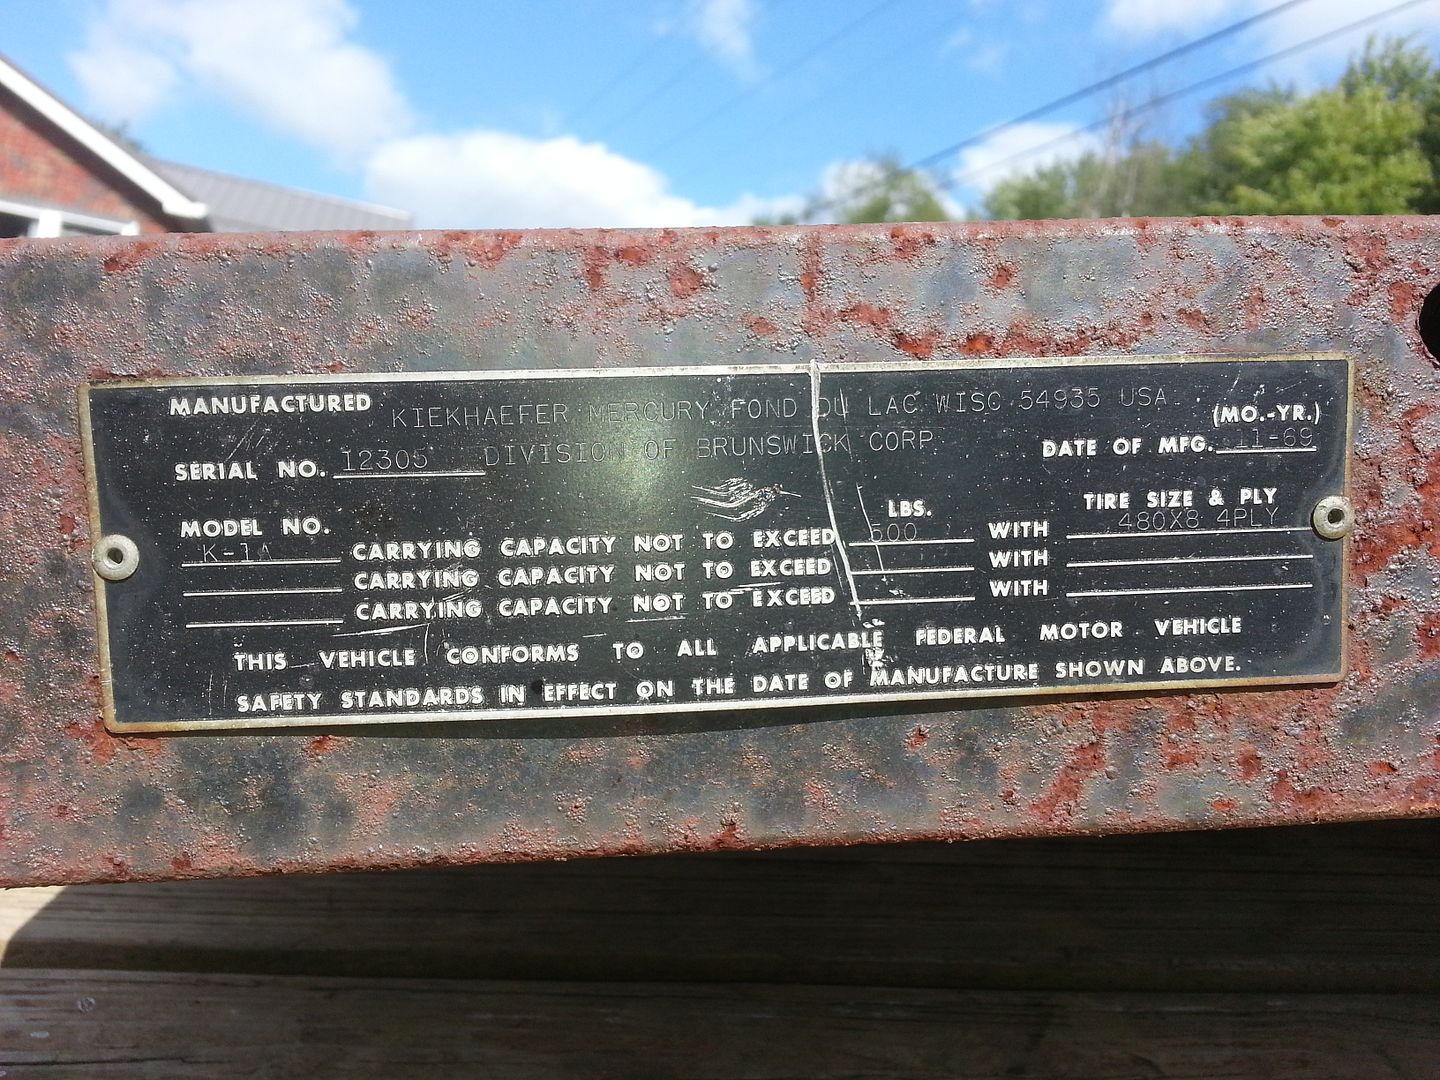 MANUFACTURED KIEKHAEFER MERCURY FOND DU LAC WISC 54935 USA
(MO.-YR.)
SERIAL NO. 12305 DIVISION OF BRUNSWICK CORP. DATE OF MFG. 11-69
MODEL NO. LBS. TIRE SIZE & PLY
K-1A CARRYING CAPACITY NOT TO EXCEED 500 WITH 480X8 4PLY
CARRYING CAPACITY NOT TO EXCEED WITH
CARRYING CAPACITY NOT TO EXCEED WITH
THIS VEHICLE CONFORMS TO ALL APPLICABLE FEDERAL MOTOR VEHICLE
SAFETY STANDARDS IN EFFECT ON THE DATE OF MANUFACTURE SHOWN ABOVE.